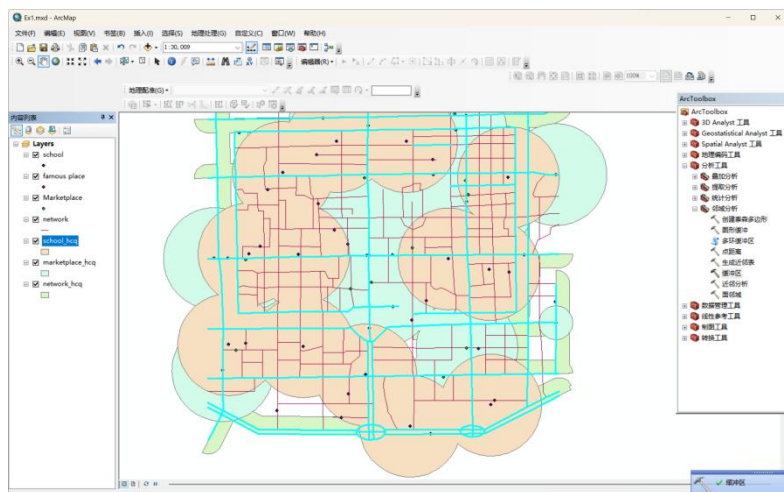 Ex1.mxd - ArcMap
文件(F) 编辑(E) 视图(V) 书签(B) 插入(I) 选择(S) 地理处理(G) 自定义(C) 窗口(W) 帮助(H)
1:30,009
编辑器(R)
100%
地理配准(G)
内容列表
Layers
school
famous place
Marketplace
network
school_hcq
marketplace_hcq
network_hcq
ArcToolbox
ArcToolbox
3D Analyst 工具
Geostatistical Analyst 工具
Spatial Analyst 工具
地理编码工具
分析工具
叠加分析
提取分析
统计分析
邻域分析
创建泰森多边形
图形缓冲
多环缓冲区
点距离
生成近邻表
缓冲区
近邻分析
面邻域
数据管理工具
线性参考工具
制图工具
转换工具
缓冲区